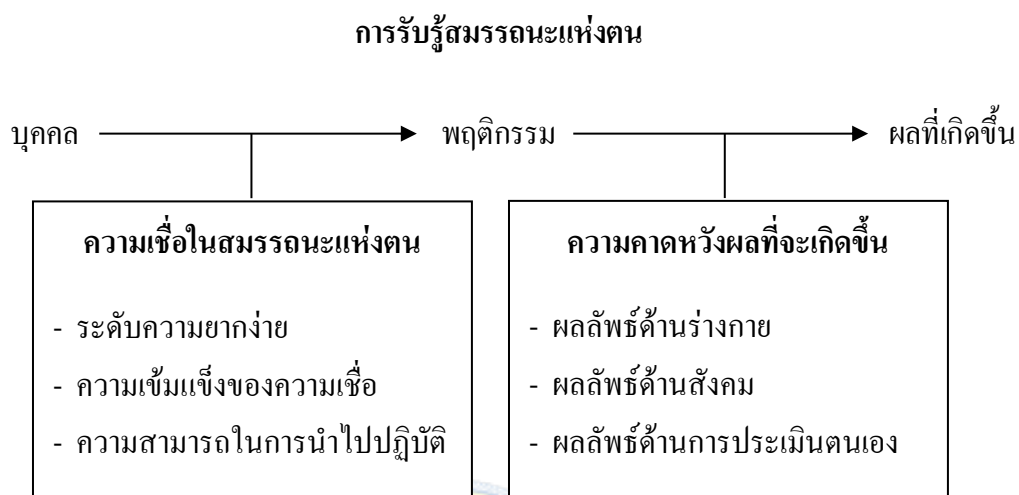 การรับรู้สมรรถนะแห่งตน
บุคคล พฤติกรรม ผลที่เกิดขึ้น
ความเชื่อในสมรรถนะแห่งตน
- ระดับความยากง่าย
- ความเข้มแข็งของความเชื่อ
- ความสามารถในการนำไปปฏิบัติ
ความคาดหวังผลที่จะเกิดขึ้น
- ผลลัพธ์ด้านร่างกาย
- ผลลัพธ์ด้านสังคม
- ผลลัพธ์ด้านการประเมินตนเอง